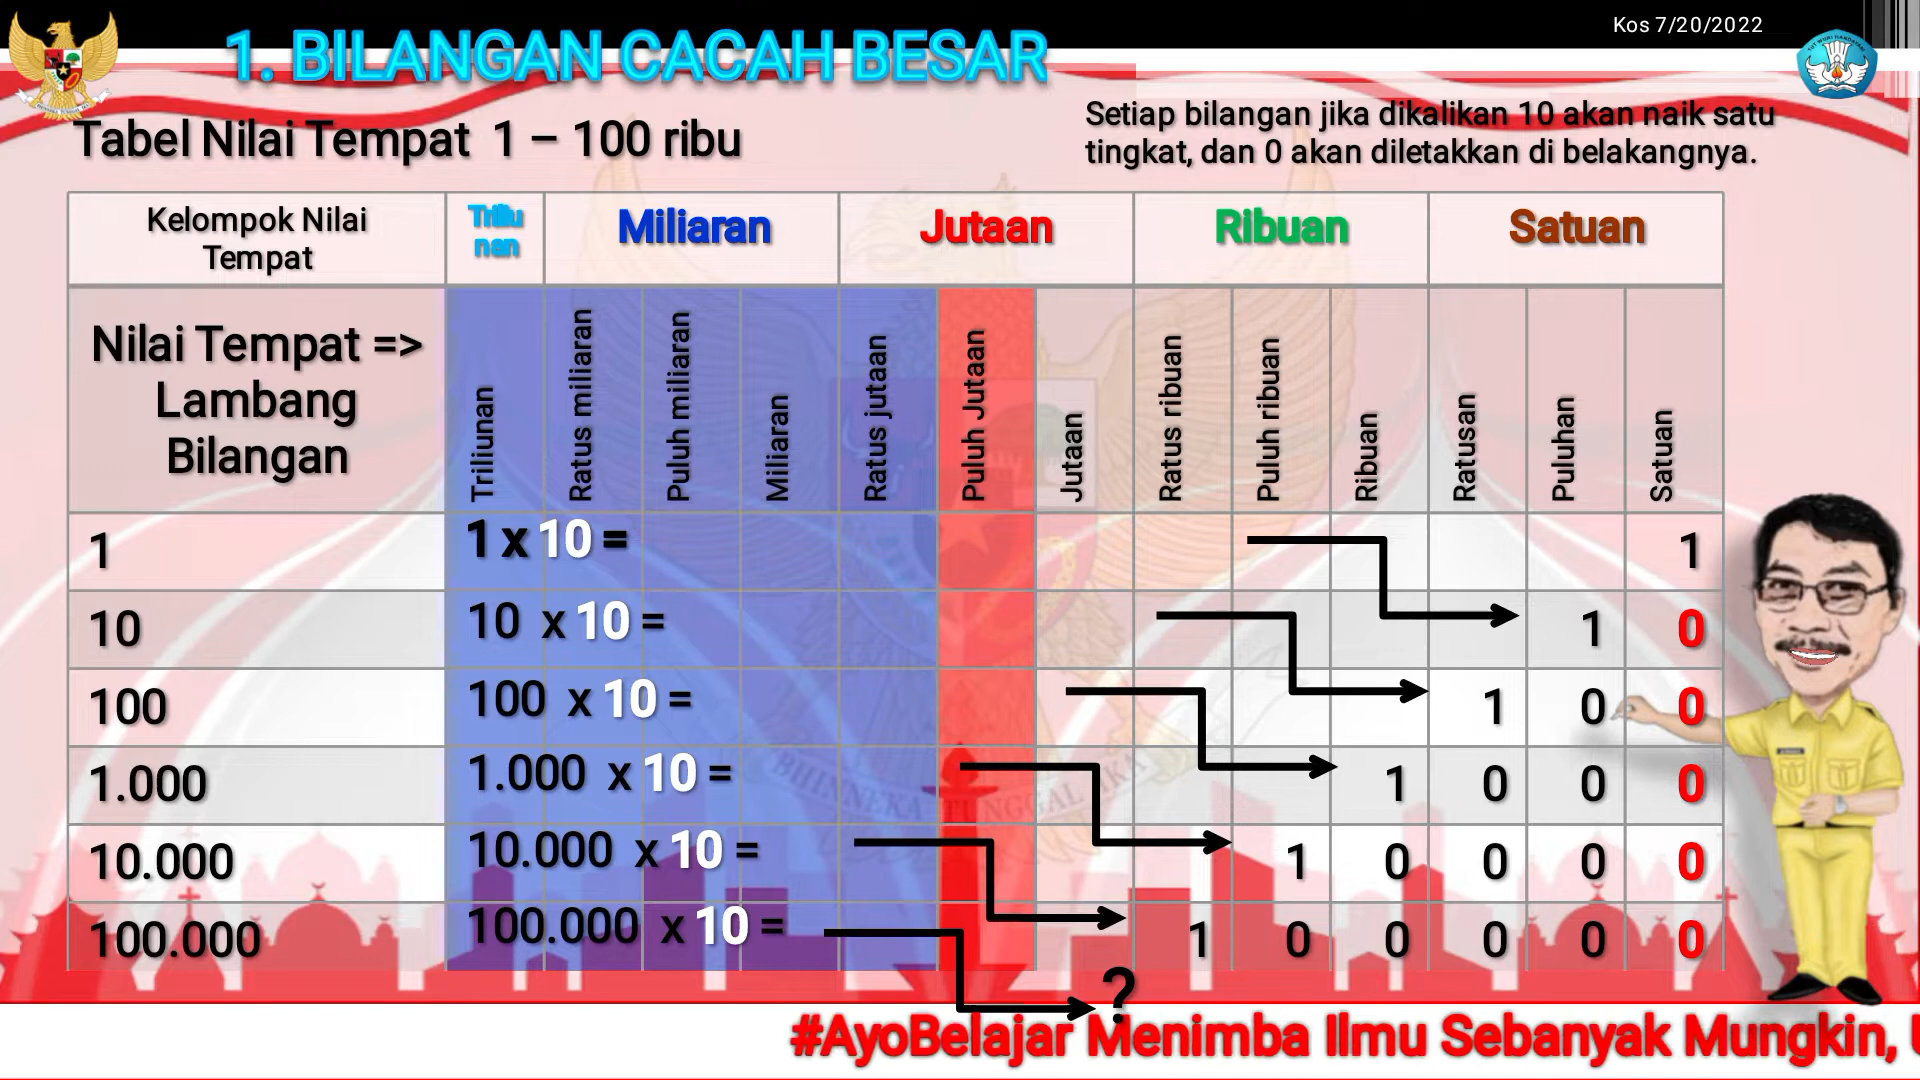 Kos 7/20/2022
1. BILANGAN CACAH BESAR
Tabel Nilai Tempat 1 – 100 ribu
Setiap bilangan jika dikalikan 10 akan naik satu
tingkat, dan 0 akan diletakkan di belakangnya.
Kelompok Nilai
Tempat
Triliu
nan
Miliaran
Jutaan
Ribuan
Satuan
Nilai Tempat =>
Lambang
Bilangan
Triliunan
Ratus miliaran
Puluh miliaran
Miliaran
Ratus jutaan
Puluh Jutaan
Jutaan
Ratus ribuan
Puluh ribuan
Ribuan
Ratusan
Puluhan
Satuan
1 1 x 10 = 1
10 10 x 10 = 1 0
100 100 x 10 = 1 0 0
1.000 1.000 x 10 = 1 0 0 0
10.000 10.000 x 10 = 1 0 0 0 0
100.000 100.000 x 10 = 1 0 0 0 0 0
?
#AyoBelajar Menimba Ilmu Sebanyak Mungkin,